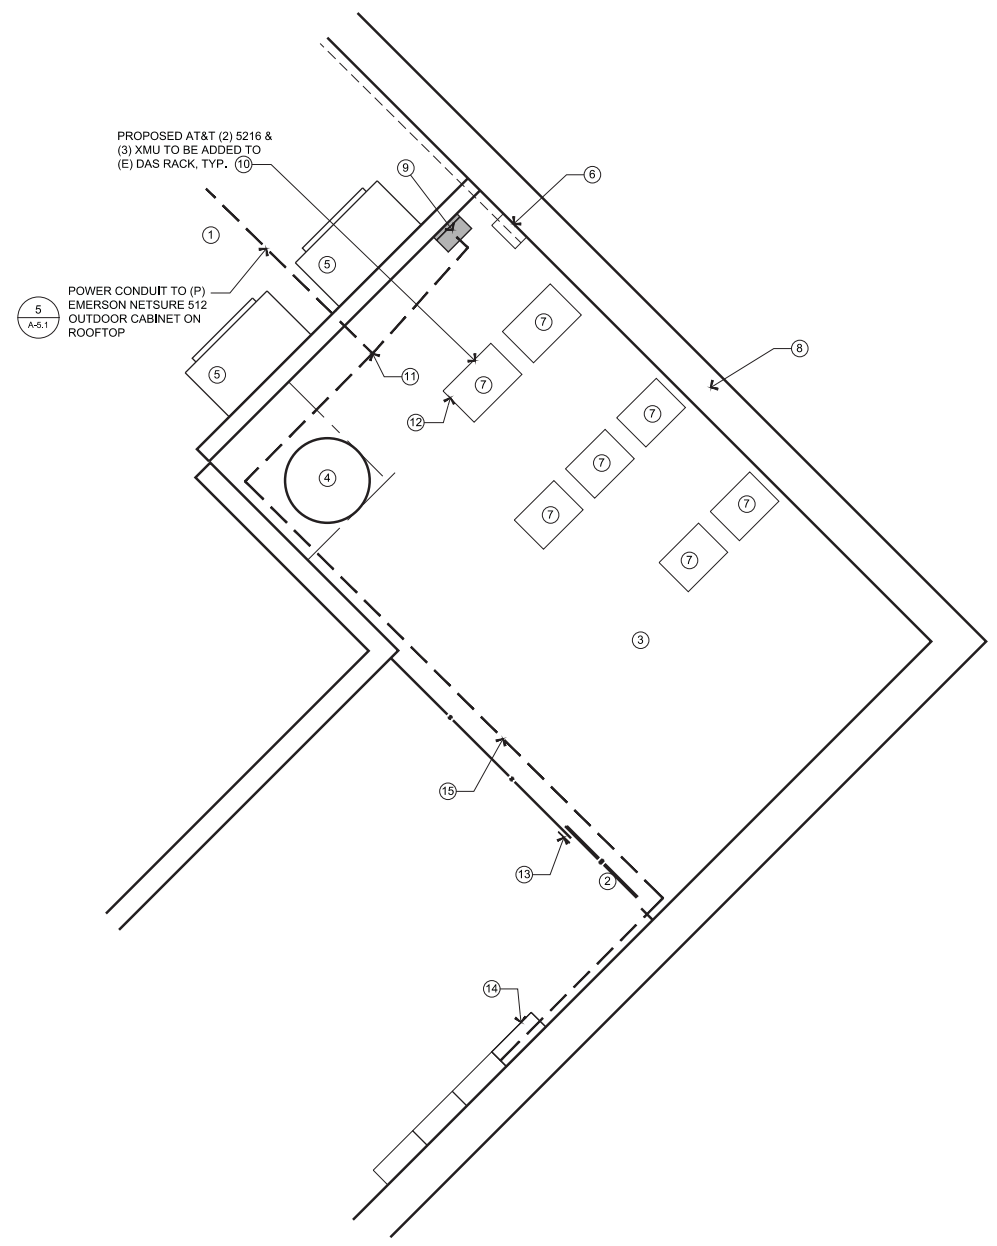 PROPOSED AT&T (2) 5216 &
(3) XMU TO BE ADDED TO
(E) DAS RACK, TYP. 10
9
6
1
5
POWER CONDUIT TO (P)
EMERSON NETSURE 512
OUTDOOR CABINET ON
ROOFTOP
5
A-5.1
7
8
5
11
7
12
7
7
4
7
7
7
3
15
13
2
14